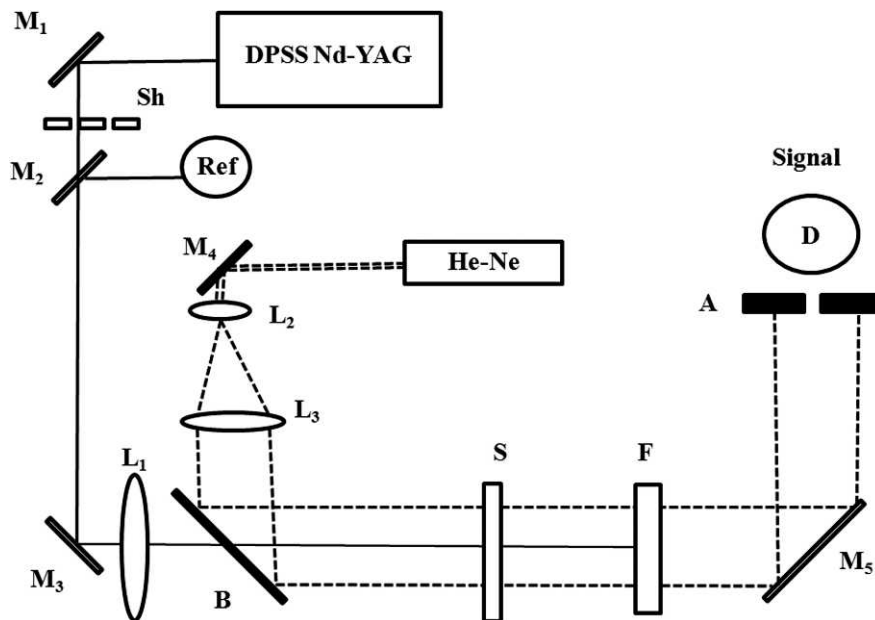 M₁
DPSS Nd-YAG
Sh
M₂
Ref
Signal
D
M₄
He-Ne
L₂
A
L₃
L₁
S
F
M₃
B
M₅